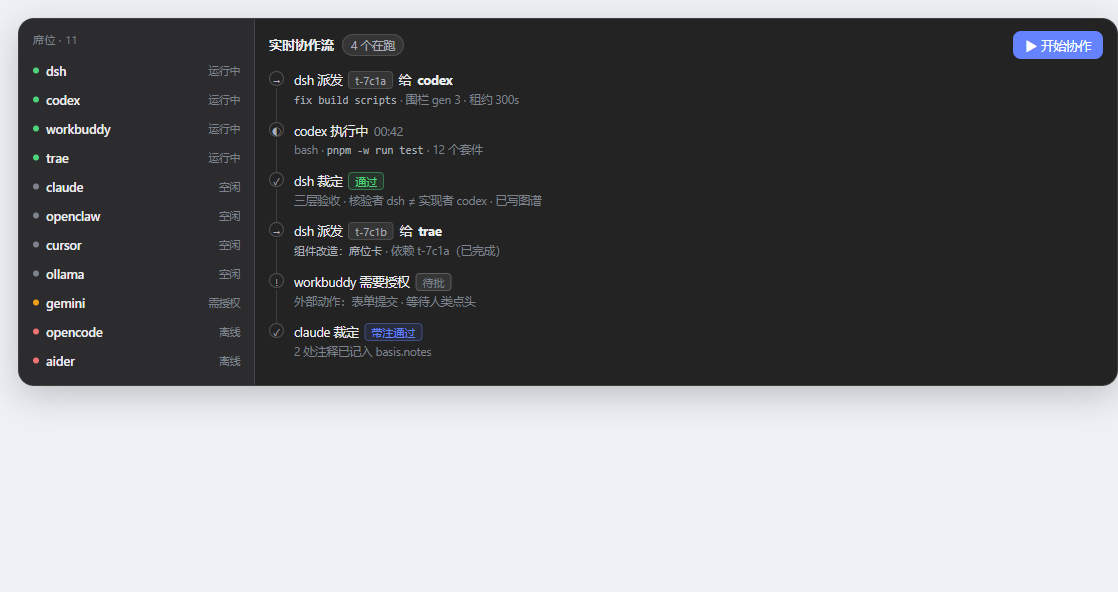 席位 · 11
dsh 运行中
codex 运行中
workbuddy 运行中
trae 运行中
claude 空闲
openclaw 空闲
cursor 空闲
ollama 空闲
gemini 需授权
opencode 离线
aider 离线
实时协作流 4 个在跑
▶ 开始协作
→ dsh 派发 t-7c1a 给 codex
fix build scripts · 围栏 gen 3 · 租约 300s
◐ codex 执行中 00:42
bash · pnpm -w run test · 12 个套件
✓ dsh 裁定 通过
三层验收 · 核验者 dsh ≠ 实现者 codex · 已写图谱
→ dsh 派发 t-7c1b 给 trae
组件改造：席位卡 · 依赖 t-7c1a（已完成）
! workbuddy 需要授权 待批
外部动作：表单提交 · 等待人类点头
✓ claude 裁定 带注通过
2 处注释已记入 basis.notes